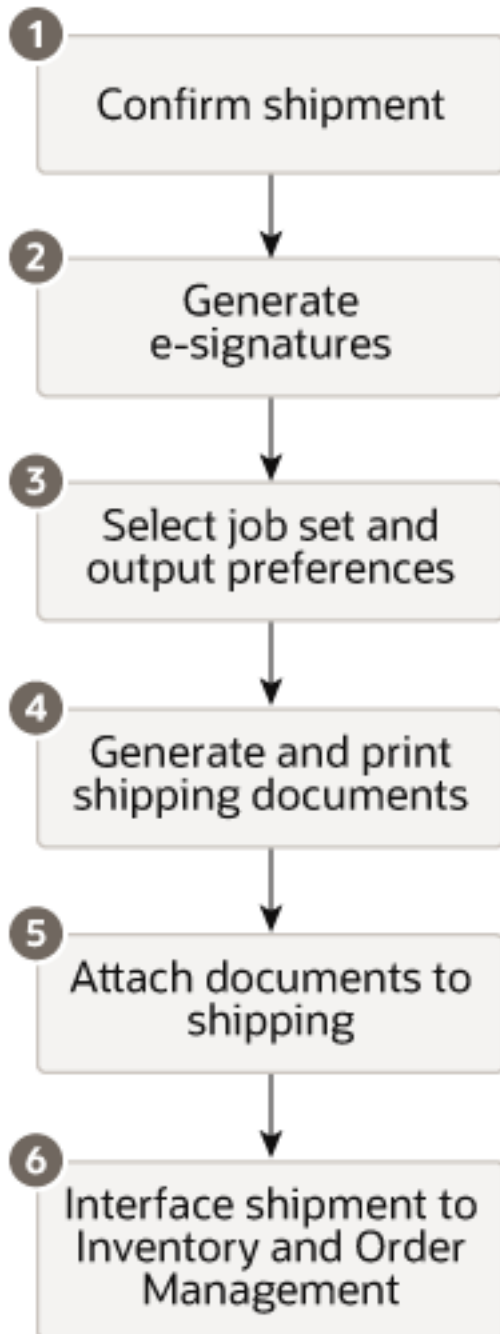 1
Confirm shipment
2
Generate
e-signatures
3
Select job set and
output preferences
4
Generate and print
shipping documents
5
Attach documents to
shipping
6
Interface shipment to
Inventory and Order
Management